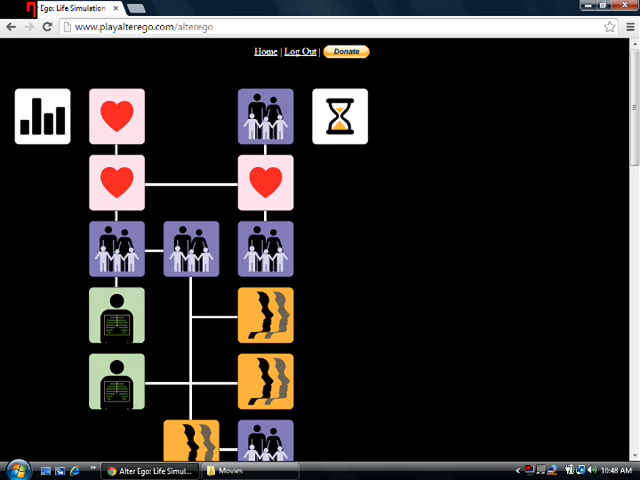 Ego: Life Simulation
www.playalterego.com/alterego
Home | Log Out | Donate
Alter Ego: Life Simul...
Movies
10:48 AM